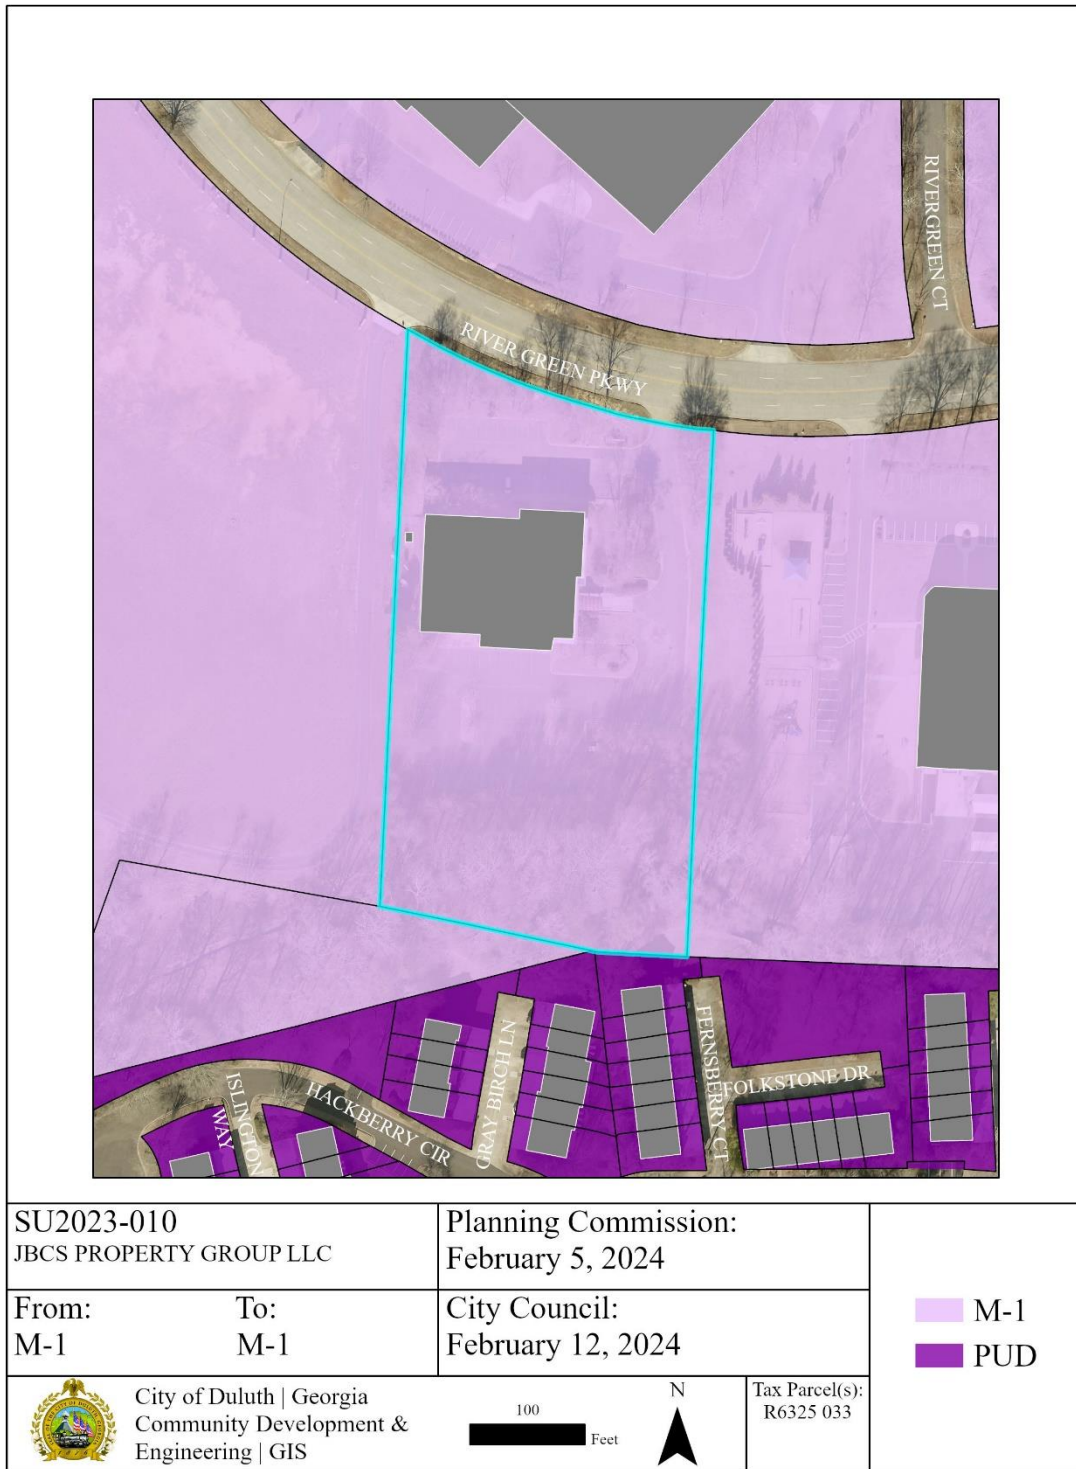 RIVERGREEN CT
RIVER GREEN PKWY
ISLINGTON
WAY
HACKBERRY CIR
GRAY BIRCH LN
FERNSBERRY CT
FOLKSTONE DR
SU2023-010
JBCS PROPERTY GROUP LLC
Planning Commission:
February 5, 2024
From: To:
M-1 M-1
City Council:
February 12, 2024
M-1
PUD
City of Duluth | Georgia
Community Development &
Engineering | GIS
100
Feet
N
Tax Parcel(s):
R6325 033